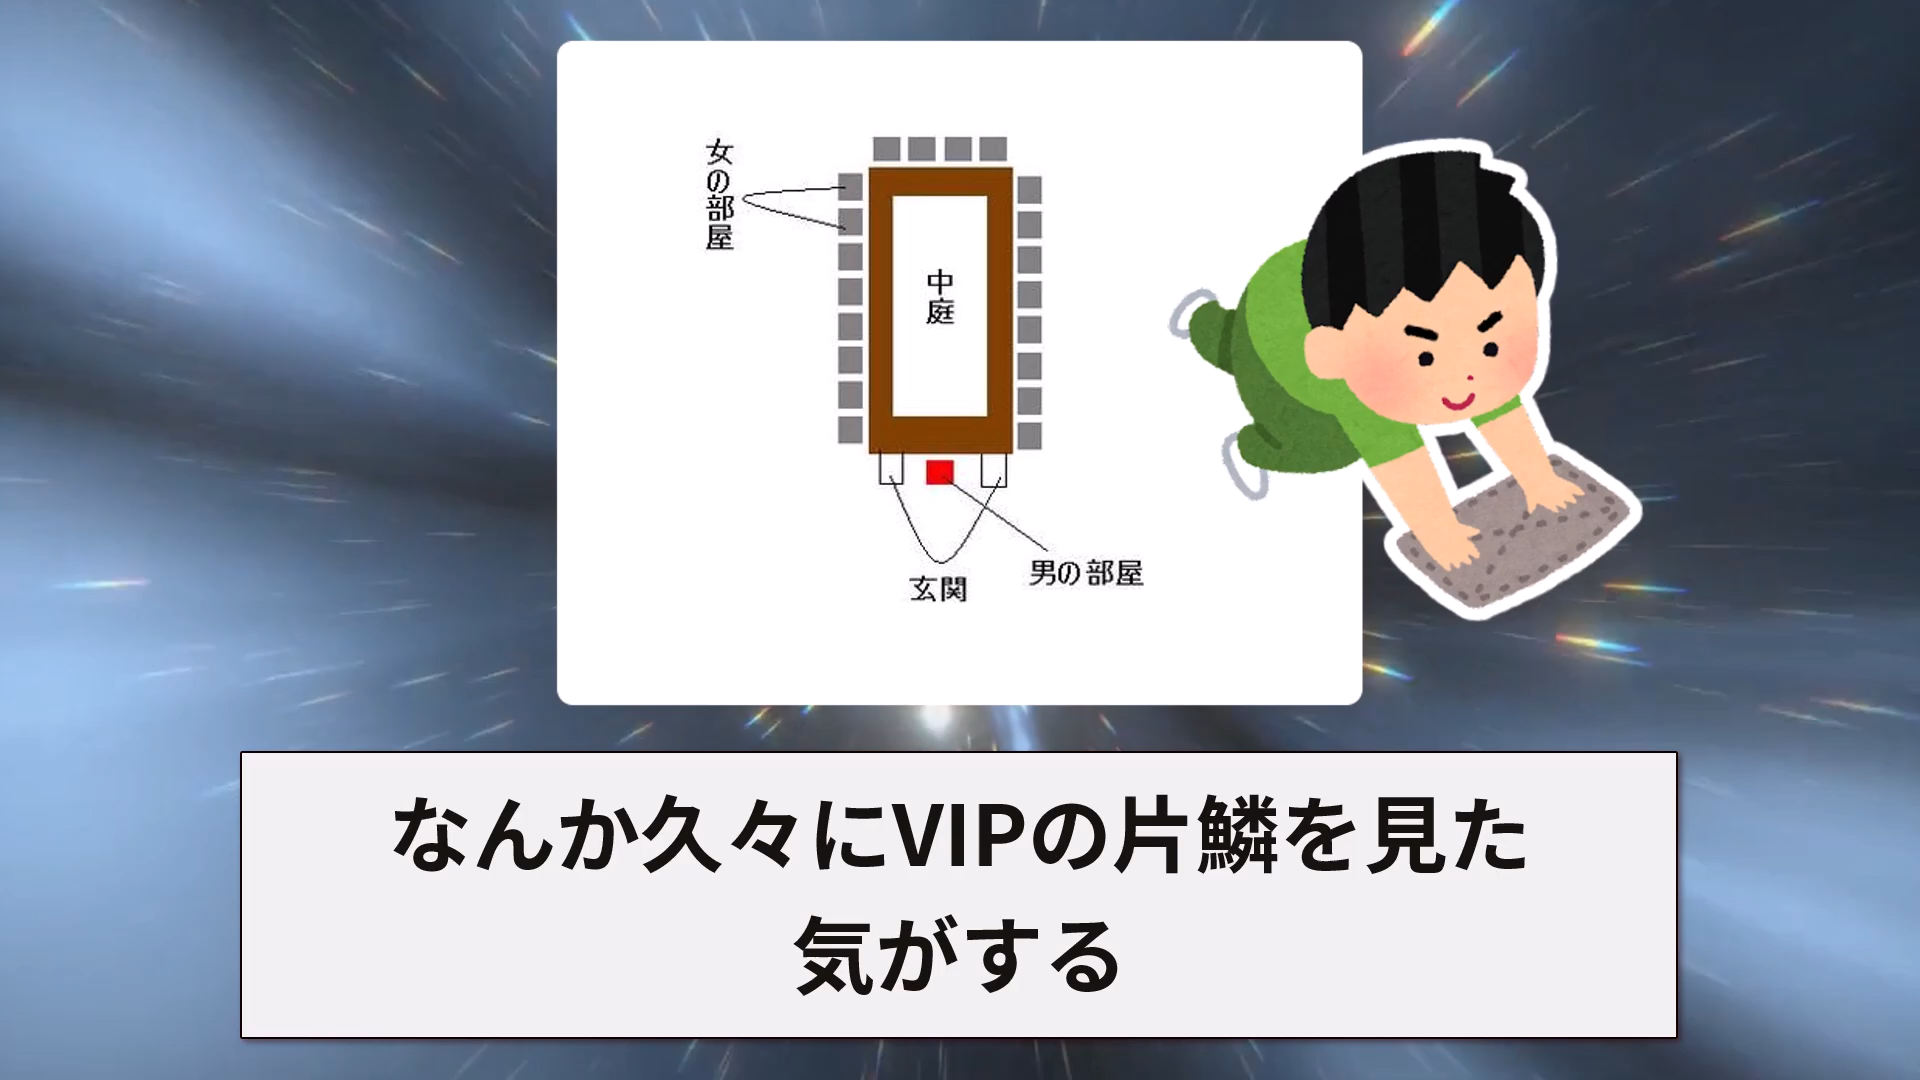 女の部屋
中庭
玄関
男の部屋
なんか久々にVIPの片鱗を見た
気がする